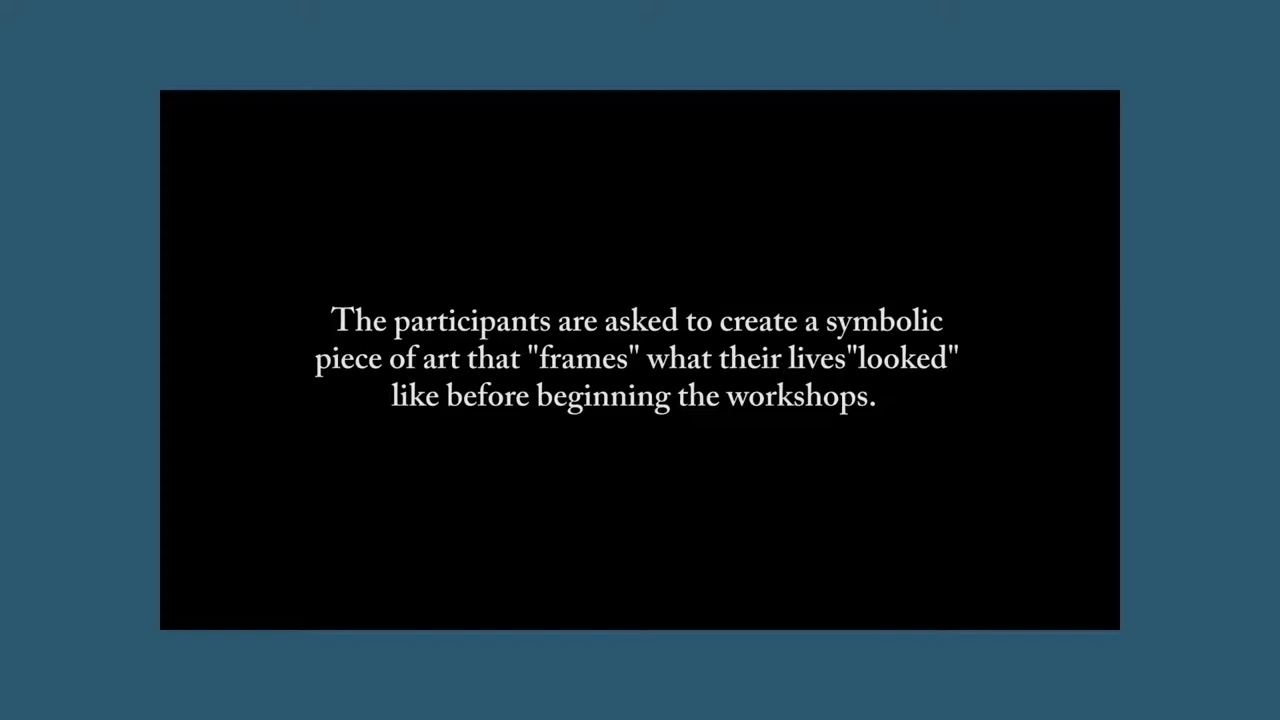 The participants are asked to create a symbolic
piece of art that "frames" what their lives"looked"
like before beginning the workshops.